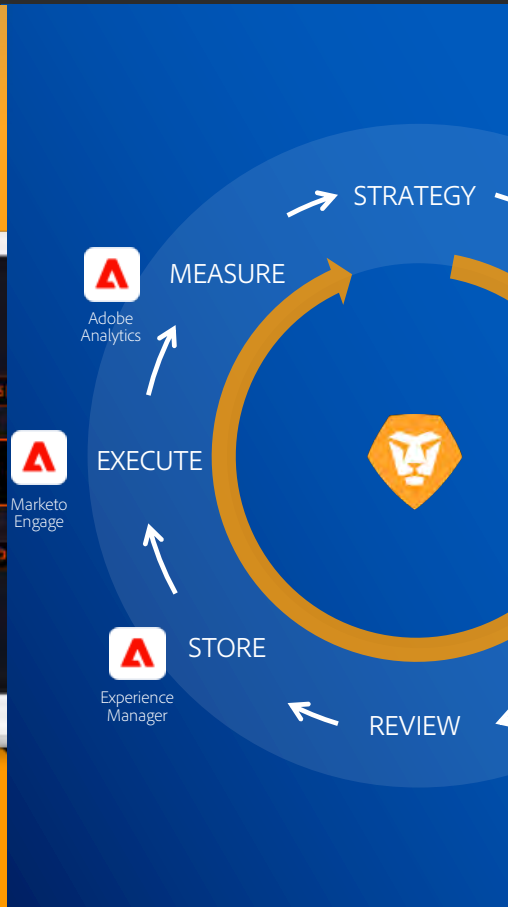 STRATEGY
MEASURE
Adobe
Analytics
EXECUTE
Marketo
Engage
STORE
Experience
Manager
REVIEW